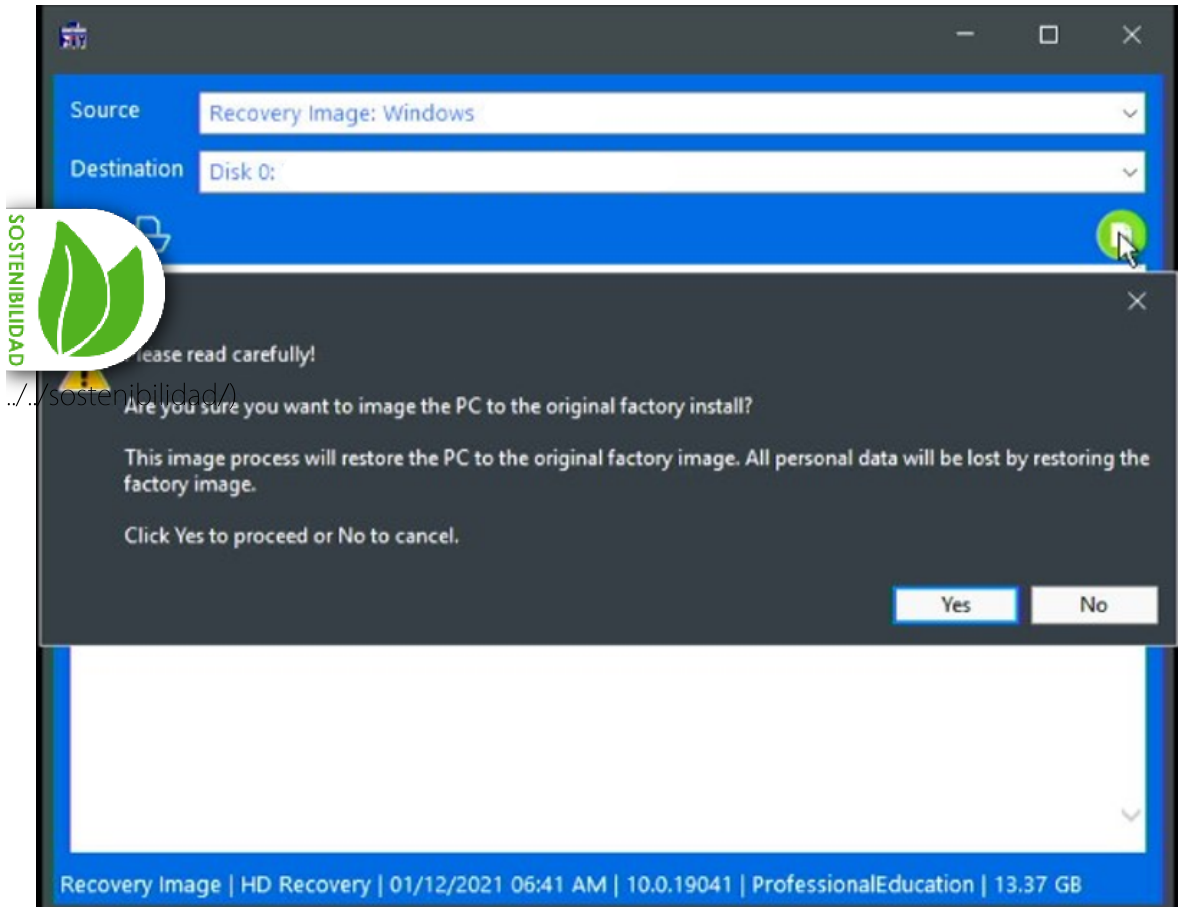 Source
Recovery Image: Windows
Destination
Disk 0:
SOSTENIBILIDAD
Please read carefully!
../../sostenibilidad/)
Are you sure you want to image the PC to the original factory install?
This image process will restore the PC to the original factory image. All personal data will be lost by restoring the
factory image.
Click Yes to proceed or No to cancel.
Yes
No
Recovery Image | HD Recovery | 01/12/2021 06:41 AM | 10.0.19041 | ProfessionalEducation | 13.37 GB